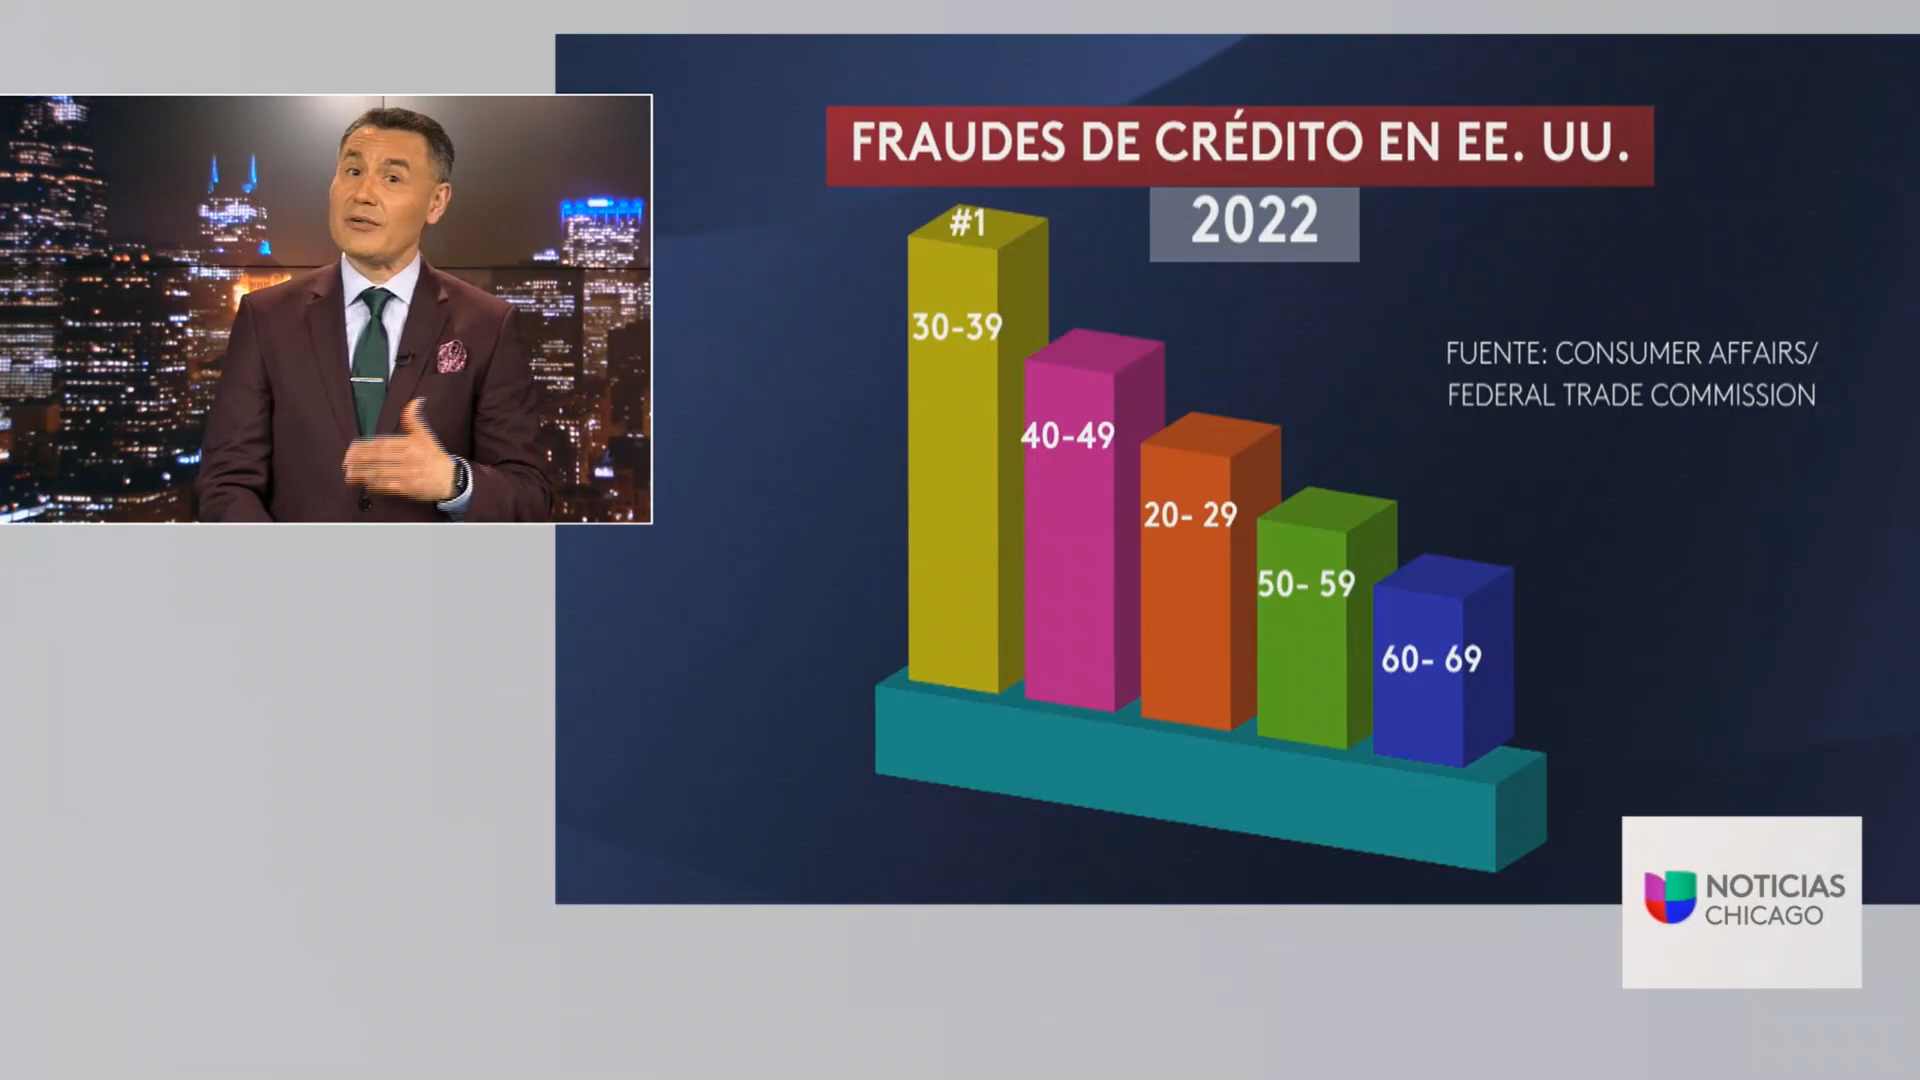 FRAUDES DE CRÉDITO EN EE. UU.
2022
#1
30-39
40-49
20- 29
50- 59
60- 69
FUENTE: CONSUMER AFFAIRS/
FEDERAL TRADE COMMISSION
NOTICIAS
CHICAGO